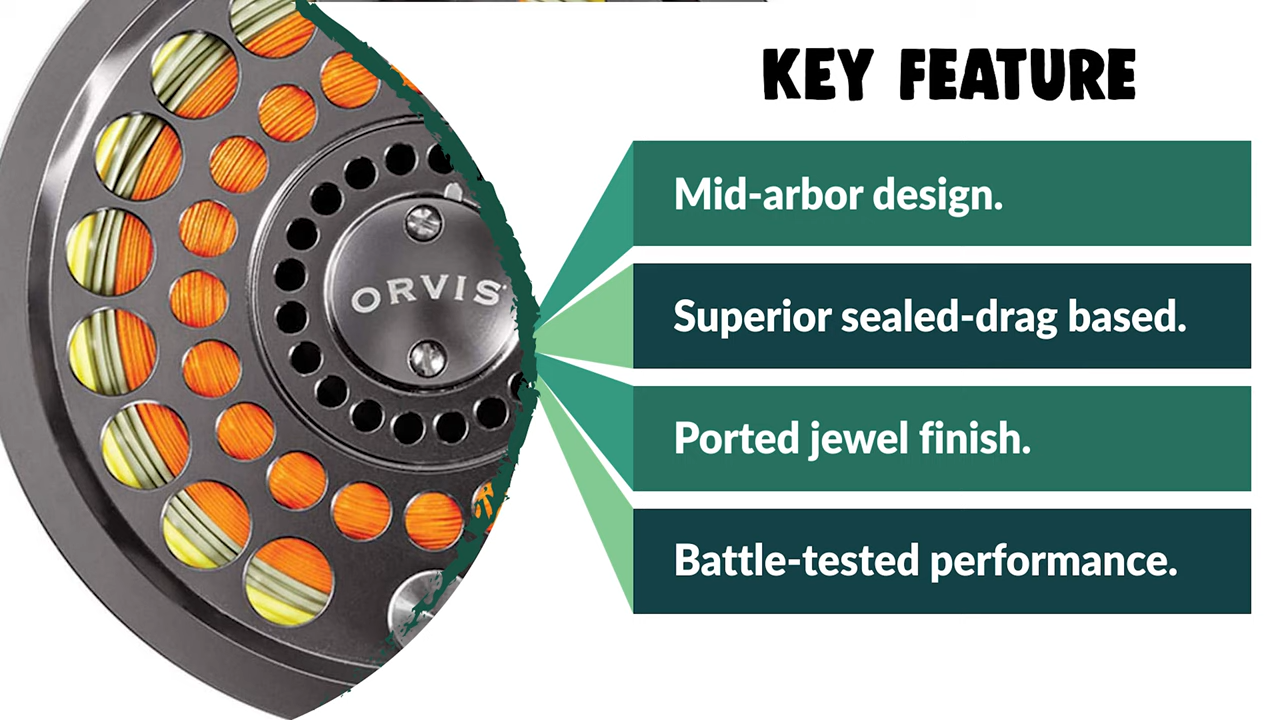 KEY FEATURE
ORVIS
Mid-arbor design.
Superior sealed-drag based.
Ported jewel finish.
Battle-tested performance.